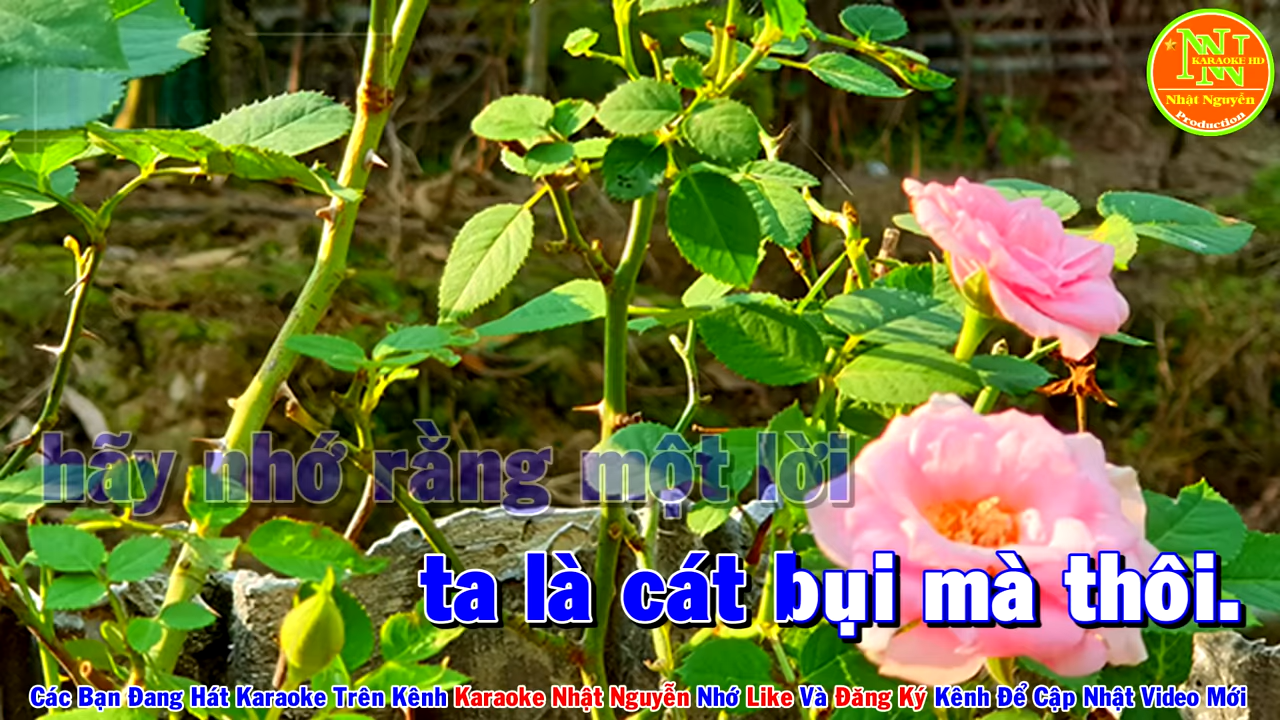 NN
KARAOKE HD
Nhật Nguyễn
Production
hãy nhớ rằng một lời
ta là cát bụi mà thôi.
Các Bạn Đang Hát Karaoke Trên Kênh Karaoke Nhật Nguyễn Nhớ Like Và Đăng Ký Kênh Để Cập Nhật Video Mới